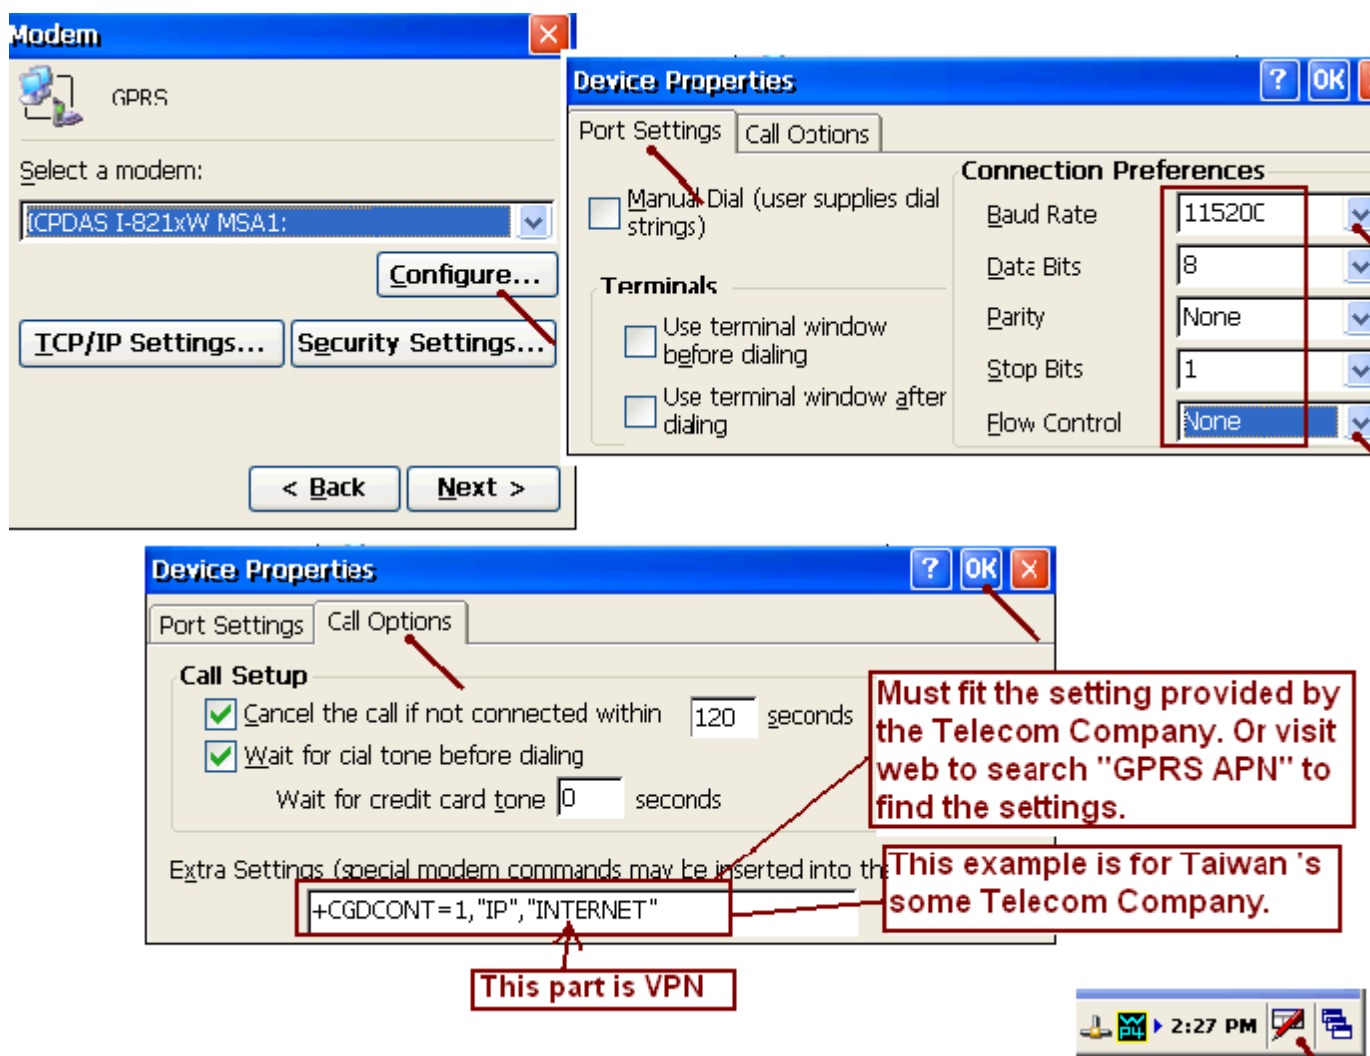 Modem
GPRS
Select a modem:
ICPDAS I-821xW MSA1:
Configure...
TCP/IP Settings...
Security Settings...
< Back
Next >
Device Properties
? OK
Port Settings
Call Options
Manual Dial (user supplies dial
strings)
Terminals
Use terminal window
before dialing
Use terminal window after
dialing
Connection Preferences
Baud Rate
115200
Data Bits
8
Parity
None
Stop Bits
1
Flow Control
None
Device Properties
? OK
Port Settings
Call Options
Call Setup
Cancel the call if not connected within 120 seconds
Wait for cial tone before dialing
Wait for credit card tone 0 seconds
Extra Settings (special modem commands may be inserted into th
+CGDCONT=1,"IP","INTERNET"
Must fit the setting provided by
the Telecom Company. Or visit
web to search "GPRS APN" to
find the settings.
This example is for Taiwan 's
some Telecom Company.
This part is VPN
2:27 PM